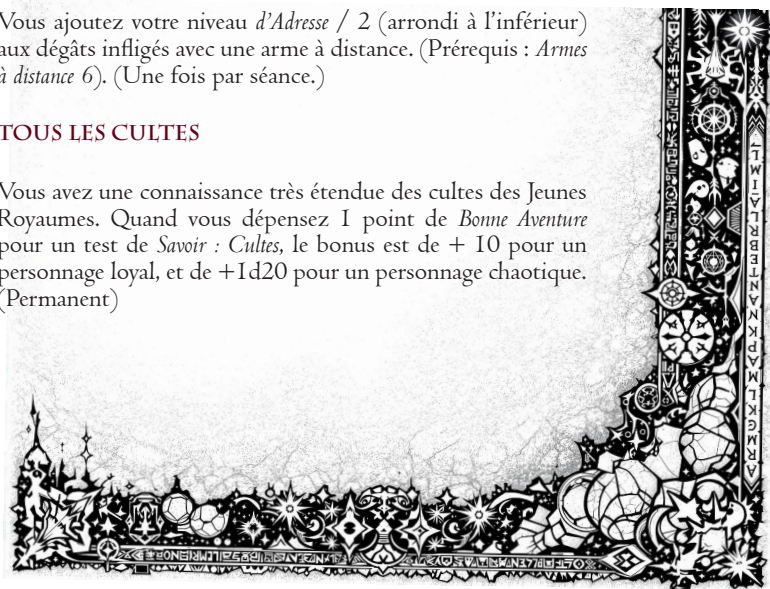 Vous ajoutez votre niveau d'Adresse / 2 (arrondi à l'inférieur)
aux dégâts infligés avec une arme à distance. (Prérequis : Armes
à distance 6). (Une fois par séance.)
TOUS LES CULTES
Vous avez une connaissance très étendue des cultes des Jeunes
Royaumes. Quand vous dépensez 1 point de Bonne Aventure
pour un test de Savoir : Cultes, le bonus est de + 10 pour un
personnage loyal, et de +1d20 pour un personnage chaotique.
(Permanent)